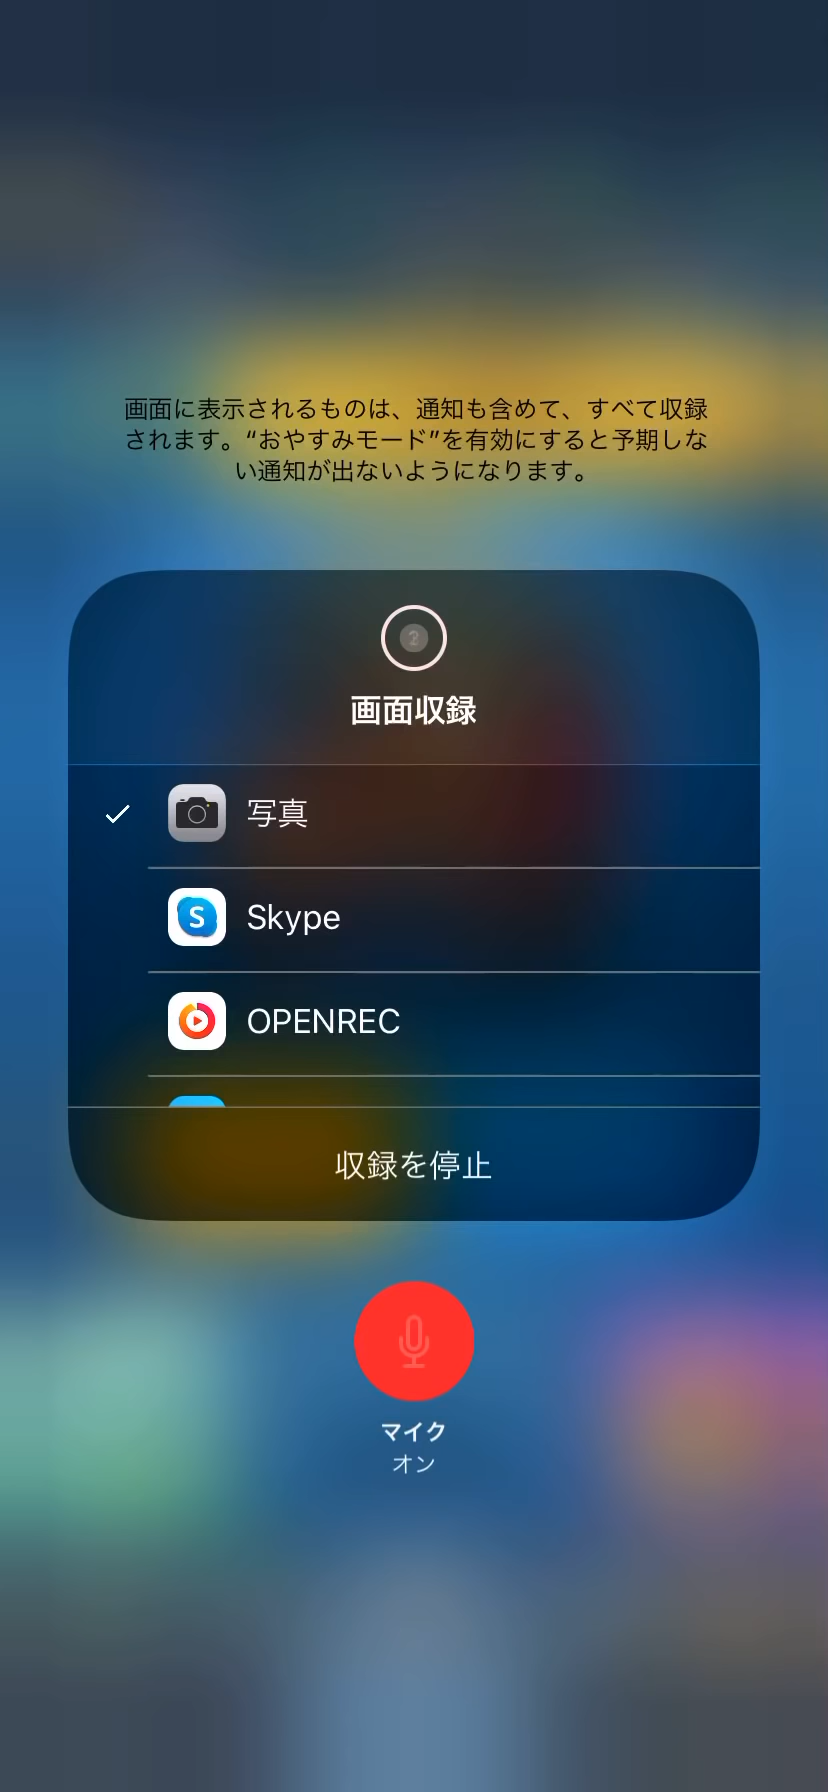 画面に表示されるものは、通知も含めて、すべて収録
されます。“おやすみモード”を有効にすると予期しな
い通知が出ないようになります。
2
画面収録
写真
Skype
OPENREC
収録を停止
マイク
オン